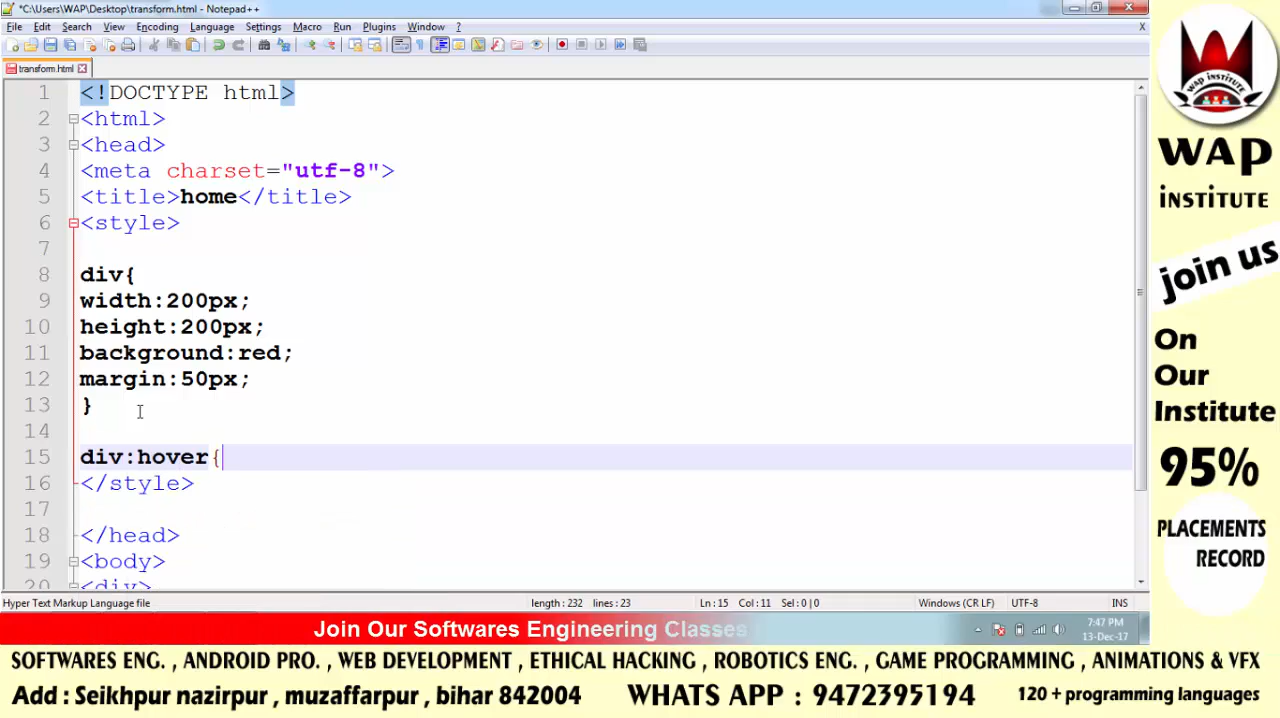 *C:\Users\WAP\Desktop\transform.html - Notepad++
File Edit Search View Encoding Language Settings Macro Run Plugins Window ?
X
transform.html
1 <!DOCTYPE html>
2 <html>
3 <head>
4 <meta charset="utf-8">
5 <title>home</title>
6 <style>
7
8 div{
9 width:200px;
10 height:200px;
11 background:red;
12 margin:50px;
13 }
14
15 div:hover{
16 </style>
17
18 </head>
19 <body>
20 <div>
Hyper Text Markup Language file length : 232 lines : 23 Ln : 15 Col : 11 Sel : 0 | 0 Windows (CR LF) UTF-8 INS
Join Our Softwares Engineering Classes
7:47 PM
13-Dec-17
WAP INSTITUTE
WAP
INSTITUTE
join us
On
Our
Institute
95%
PLACEMENTS
RECORD
SOFTWARES ENG. , ANDROID PRO. , WEB DEVELOPMENT , ETHICAL HACKING , ROBOTICS ENG. , GAME PROGRAMMING , ANIMATIONS & VFX
Add : Seikhpur nazirpur , muzaffarpur , bihar 842004 WHATS APP : 9472395194 120 + programming languages